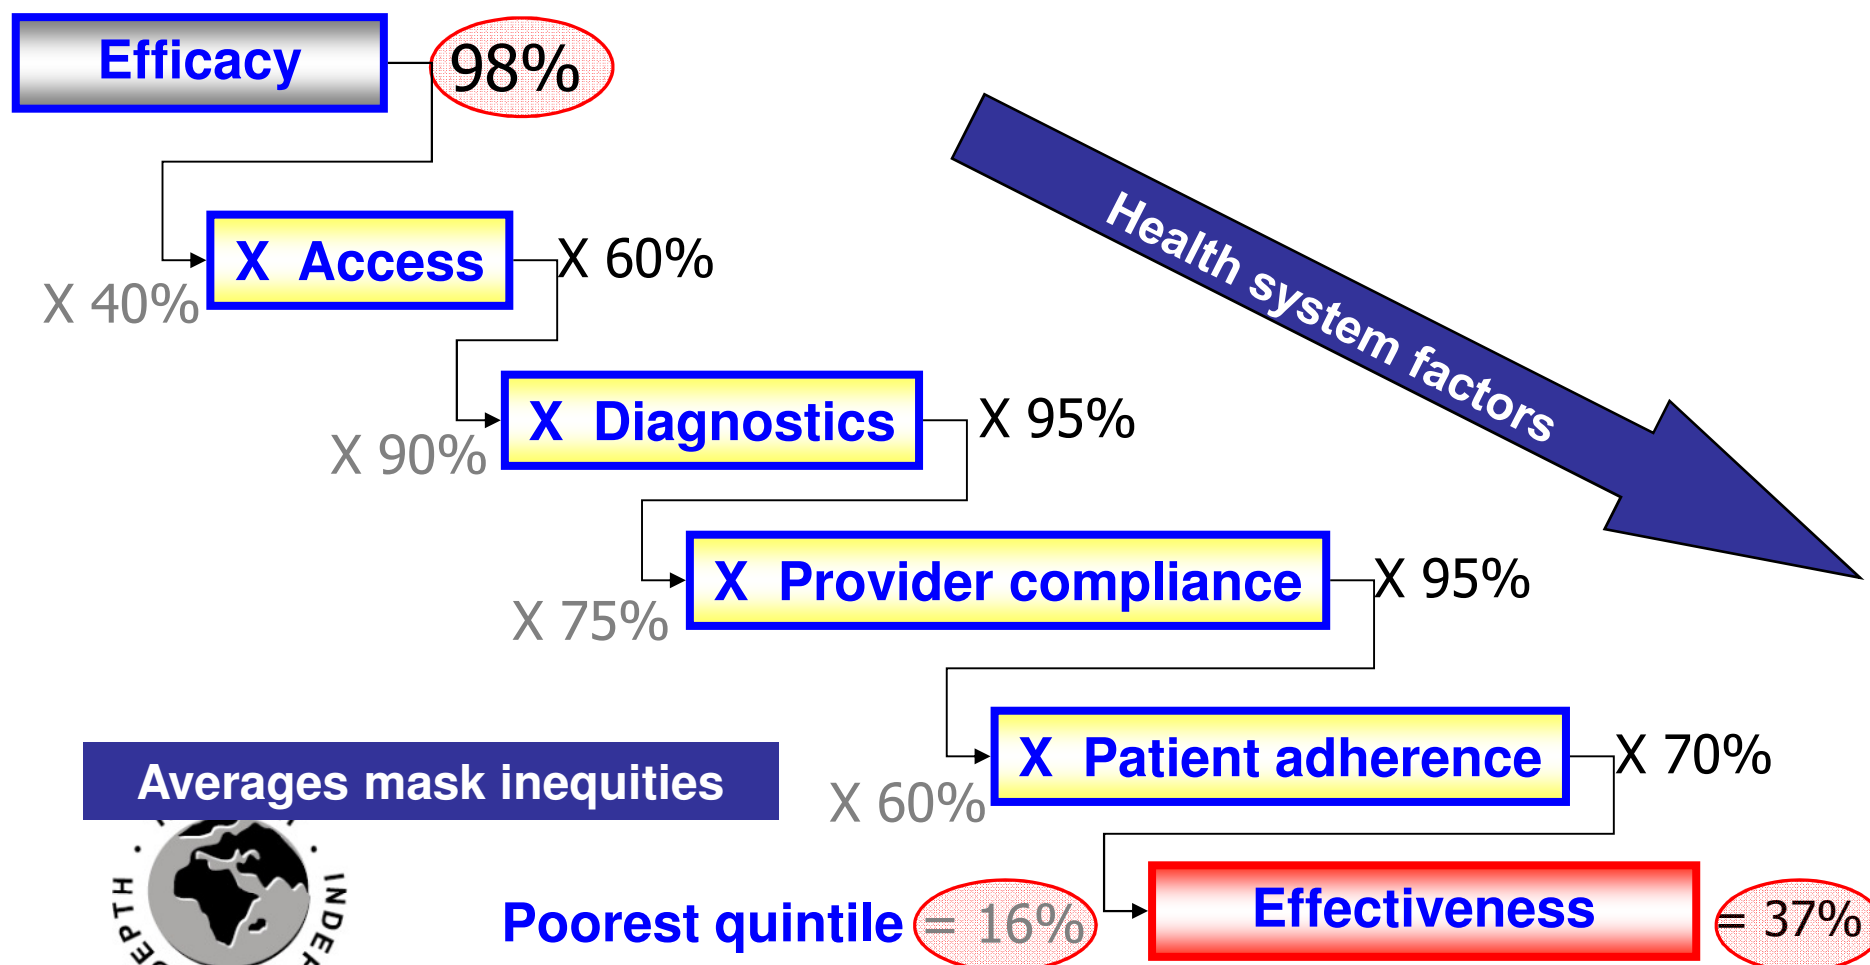 Efficacy
98%
Health system factors
X Access
X 60%
X 40%
X Diagnostics
X 95%
X 90%
X Provider compliance
X 95%
X 75%
X Patient adherence
X 70%
X 60%
Averages mask inequities
Poorest quintile
= 16%
Effectiveness
= 37%